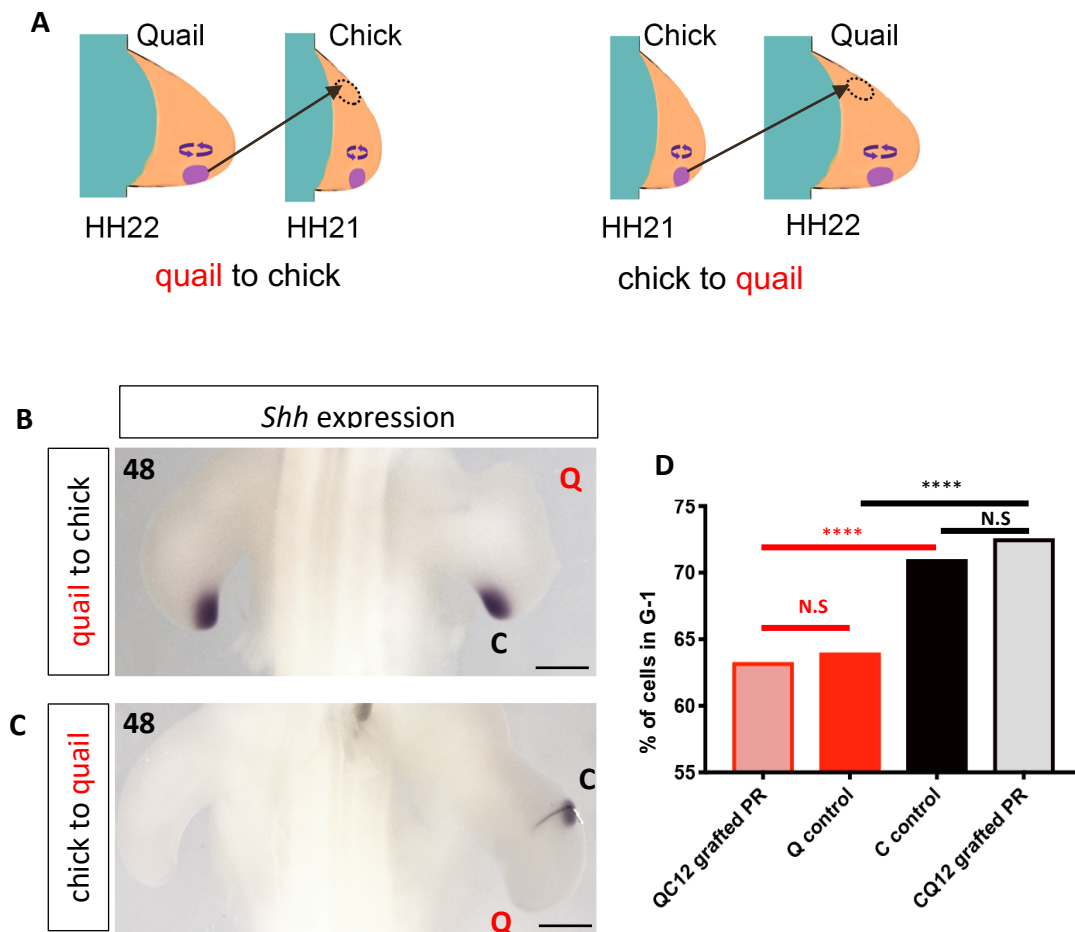 A
Quail
Chick
Chick
Quail
HH22
HH21
HH21
HH22
quail to chick
chick to quail
B
Shh expression
quail to chick
48
Q
C
C
chick to quail
48
C
Q
D
% of cells in G-1
75
70
65
60
55
****
N.S
****
N.S
QC12 grafted PR
Q control
C control
CQ12 grafted PR